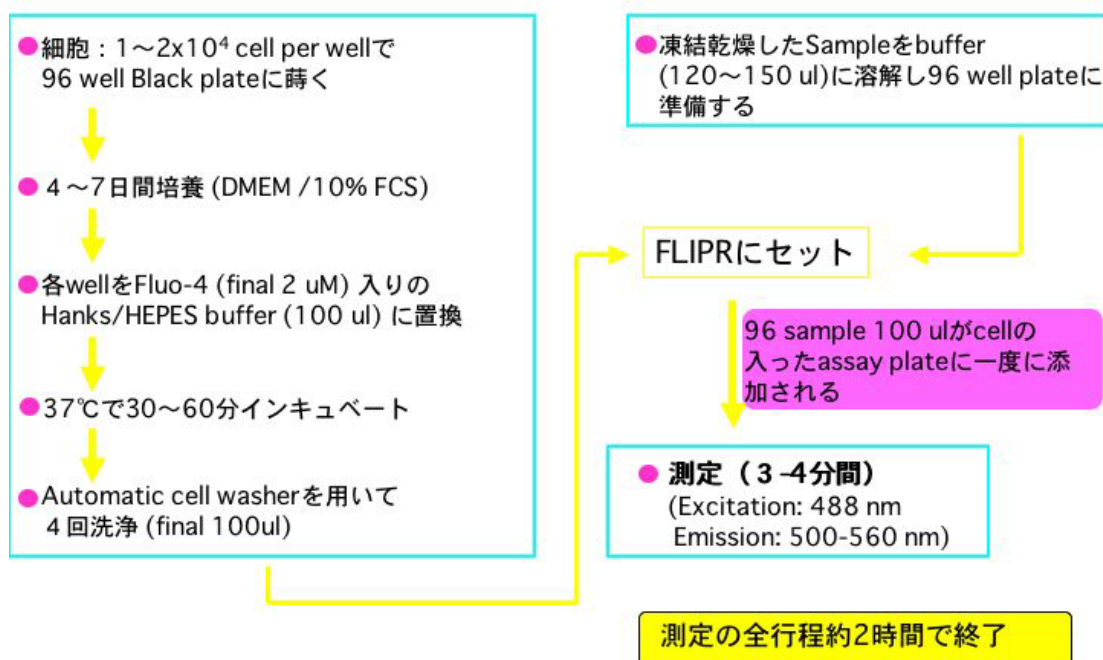 細胞：1～2x10⁴ cell per wellで
96 well Black plateに蒔く
4～7日間培養 (DMEM /10% FCS)
各wellをFluo-4 (final 2 uM) 入りの
Hanks/HEPES buffer (100 ul) に置換
37℃で30～60分インキュベート
Automatic cell washerを用いて
4回洗浄 (final 100ul)
凍結乾燥したSampleをbuffer
(120～150 ul)に溶解し96 well plateに
準備する
FLIPRにセット
96 sample 100 ulがcellの
入ったassay plateに一度に添
加される
測定（3-4分間）
(Excitation: 488 nm
Emission: 500-560 nm)
測定の全行程約2時間で終了